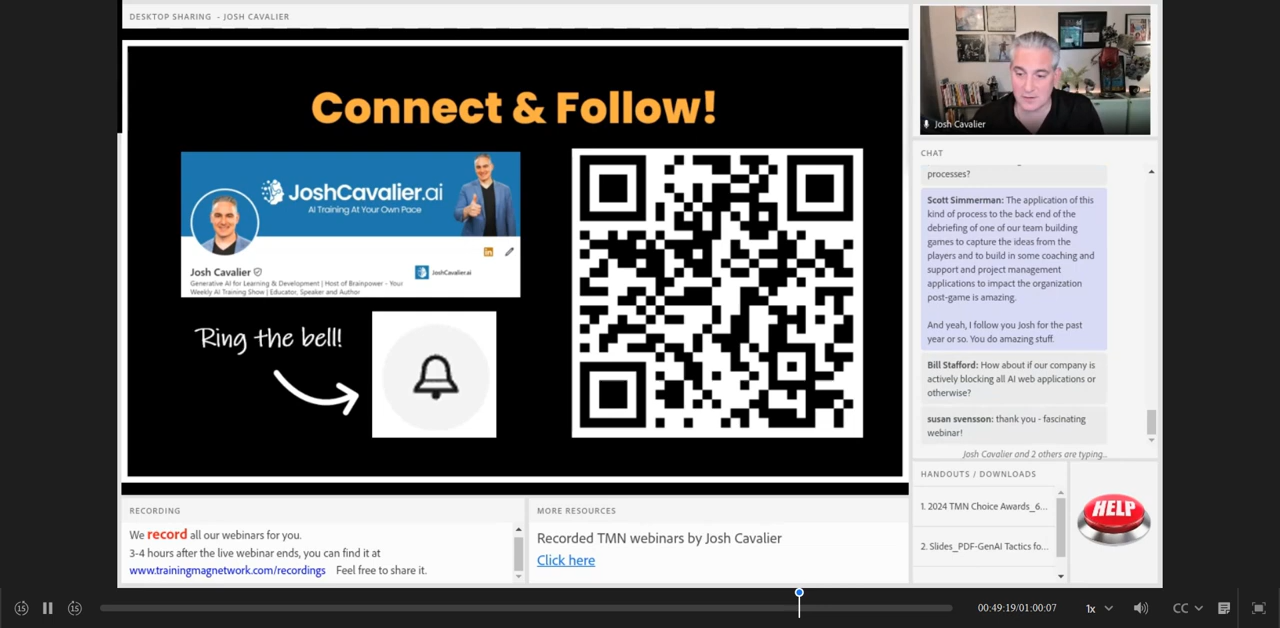 DESKTOP SHARING - JOSH CAVALIER
Connect & Follow!
JoshCavalier.ai
AI Training At Your Own Pace
in
Josh Cavalier
JoshCavalier.ai
Generative AI for Learning & Development | Host of Brainpower - Your
Weekly AI Training Show | Educator, Speaker and Author
Ring the bell!
Josh Cavalier
CHAT
processes?
Scott Simmerman: The application of this
kind of process to the back end of the
debriefing of one of our team building
games to capture the ideas from the
players and to build in some coaching and
support and project management
applications to impact the organization
post-game is amazing.
And yeah, I follow you Josh for the past
year or so. You do amazing stuff.
Bill Stafford: How about if our company is
actively blocking all AI web applications or
otherwise?
susan svensson: thank you - fascinating
webinar!
Josh Cavalier and 2 others are typing..
HANDOUTS / DOWNLOADS
1. 2024 TMN Choice Awards_6...
2. Slides_PDF-GenAI Tactics fo...
HELP
RECORDING
We record all our webinars for you.
3-4 hours after the live webinar ends, you can find it at
www.trainingmagnetwork.com/recordings Feel free to share it.
MORE RESOURCES
Recorded TMN webinars by Josh Cavalier
Click here
15
15
00:49:19/01:00:07
1x
CC